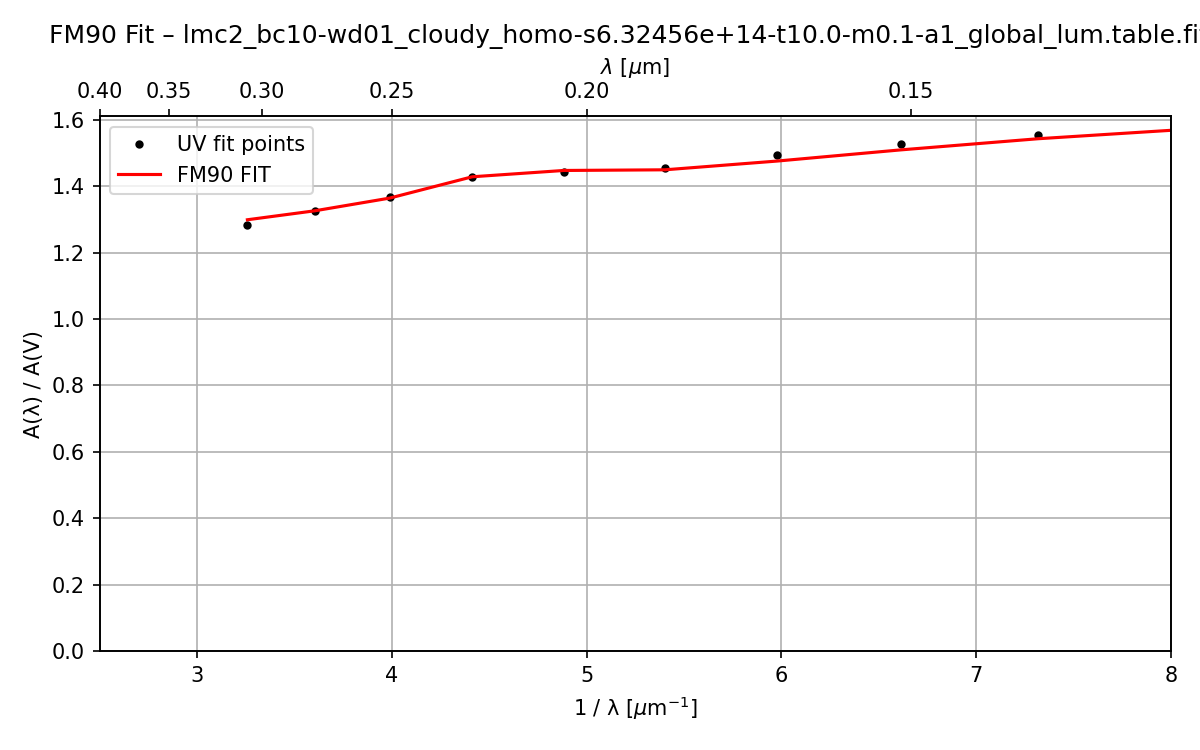 FM90 Fit – lmc2_bc10-wd01_cloudy_homo-s6.32456e+14-t10.0-m0.1-a1_global_lum.table.fi
λ [μm]
0.40 0.35 0.30 0.25 0.20 0.15
UV fit points
FM90 FIT
A(λ) / A(V)
1.6
1.4
1.2
1.0
0.8
0.6
0.4
0.2
0.0
3 4 5 6 7 8
1 / λ [μm⁻¹]